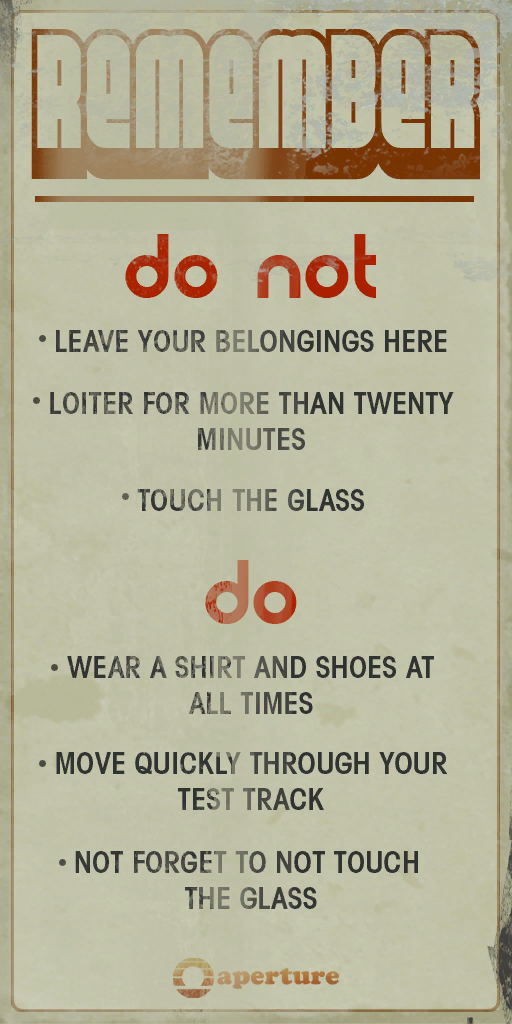 REMEMBER
do not
• LEAVE YOUR BELONGINGS HERE
• LOITER FOR MORE THAN TWENTY
MINUTES
• TOUCH THE GLASS
do
• WEAR A SHIRT AND SHOES AT
ALL TIMES
• MOVE QUICKLY THROUGH YOUR
TEST TRACK
• NOT FORGET TO NOT TOUCH
THE GLASS
aperture